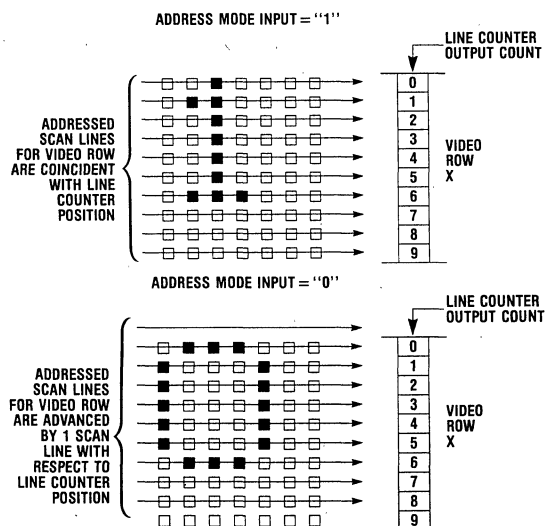 ADDRESS MODE INPUT = "1"
LINE COUNTER
OUTPUT COUNT
ADDRESSED
SCAN LINES
FOR VIDEO ROW
ARE COINCIDENT
WITH LINE
COUNTER
POSITION
0
1
2
3
4
5
6
7
8
9
VIDEO
ROW
X
ADDRESS MODE INPUT = "0"
LINE COUNTER
OUTPUT COUNT
ADDRESSED
SCAN LINES
FOR VIDEO ROW
ARE ADVANCED
BY 1 SCAN
LINE WITH
RESPECT TO
LINE COUNTER
POSITION
0
1
2
3
4
5
6
7
8
9
VIDEO
ROW
X